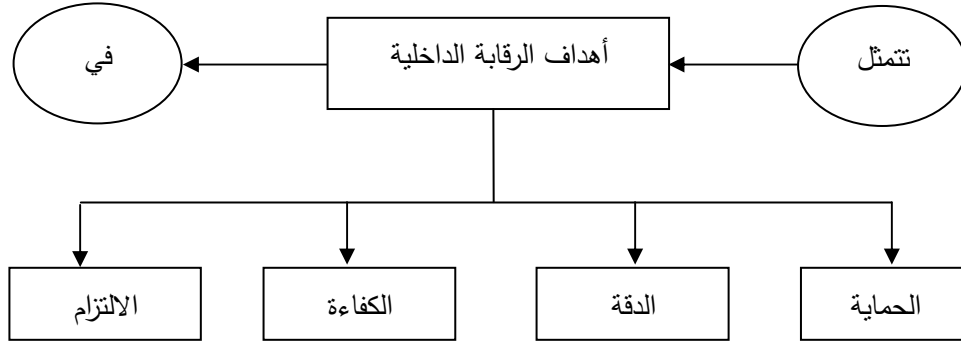 تتمثل
أهداف الرقابة الداخلية
في
الحماية
الدقة
الكفاءة
الالتزام